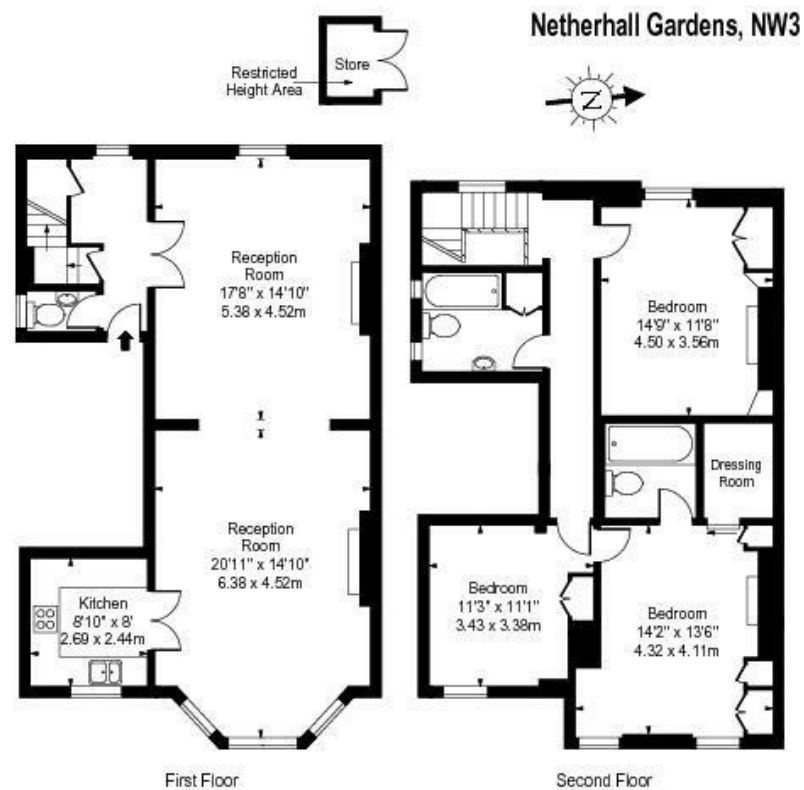 Netherhall Gardens, NW3
Store
Restricted
Height Area
N
Reception
Room
17'8" x 14'10"
5.38 x 4.52m
Reception
Room
20'11" x 14'10"
6.38 x 4.52m
Kitchen
8'10" x 8'
2.69 x 2.44m
First Floor
Bedroom
14'9" x 11'8"
4.50 x 3.56m
Dressing
Room
Bedroom
11'3" x 11'1"
3.43 x 3.38m
Bedroom
14'2" x 13'6"
4.32 x 4.11m
Second Floor